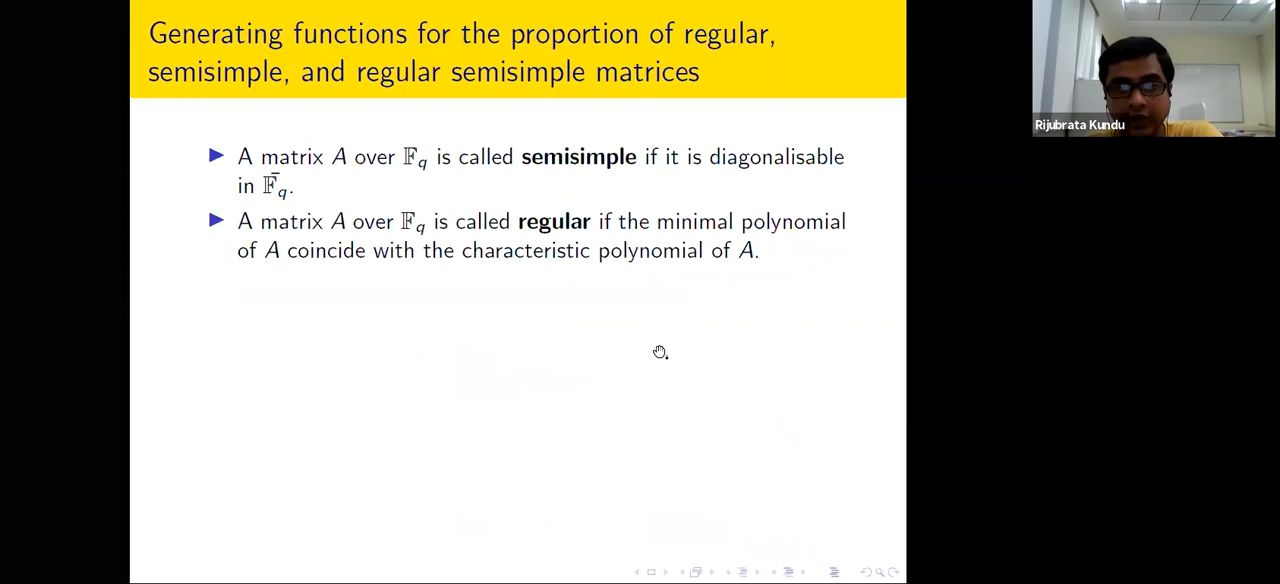 Generating functions for the proportion of regular,
semisimple, and regular semisimple matrices
A matrix A over 𝔽_q is called semisimple if it is diagonalisable
in 𝔽̄_q.
A matrix A over 𝔽_q is called regular if the minimal polynomial
of A coincide with the characteristic polynomial of A.
Rijubrata Kundu